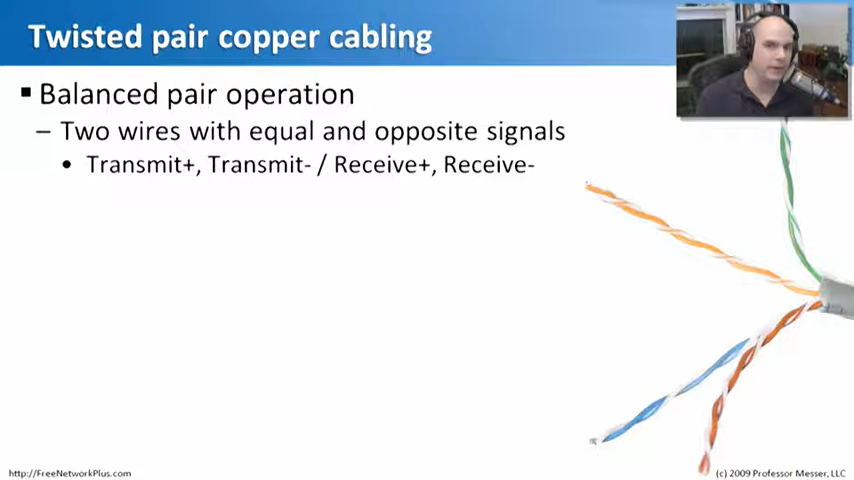 Twisted pair copper cabling
▪ Balanced pair operation
– Two wires with equal and opposite signals
• Transmit+, Transmit- / Receive+, Receive-
http://FreeNetworkPlus.com
(c) 2009 Professor Messer, LLC